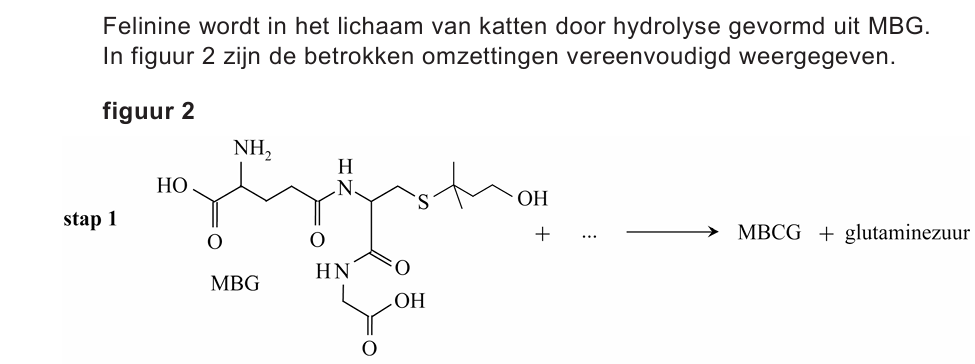 Felinine wordt in het lichaam van katten door hydrolyse gevormd uit MBG.
In figuur 2 zijn de betrokken omzettingen vereenvoudigd weergegeven.
figuur 2
stap 1
NH₂
HO
O
O
H
N
S
OH
HN
O
OH
O
MBG
+ ... → MBCG + glutaminezuur